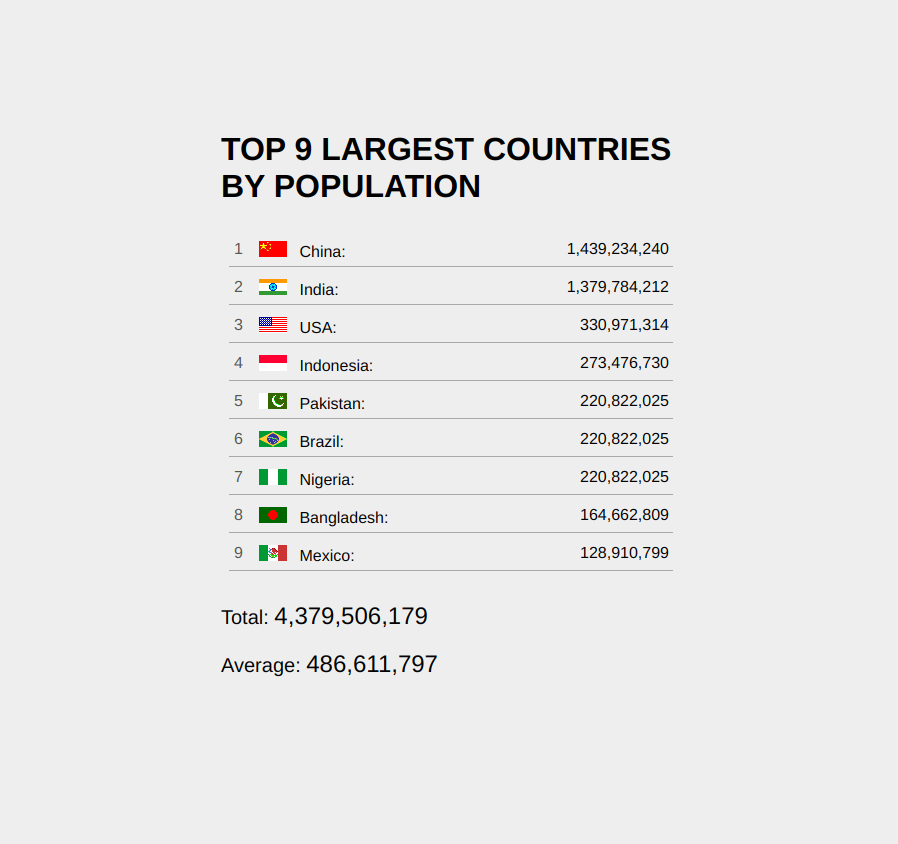 TOP 9 LARGEST COUNTRIES
BY POPULATION
1 China: 1,439,234,240
2 India: 1,379,784,212
3 USA: 330,971,314
4 Indonesia: 273,476,730
5 Pakistan: 220,822,025
6 Brazil: 220,822,025
7 Nigeria: 220,822,025
8 Bangladesh: 164,662,809
9 Mexico: 128,910,799
Total: 4,379,506,179
Average: 486,611,797